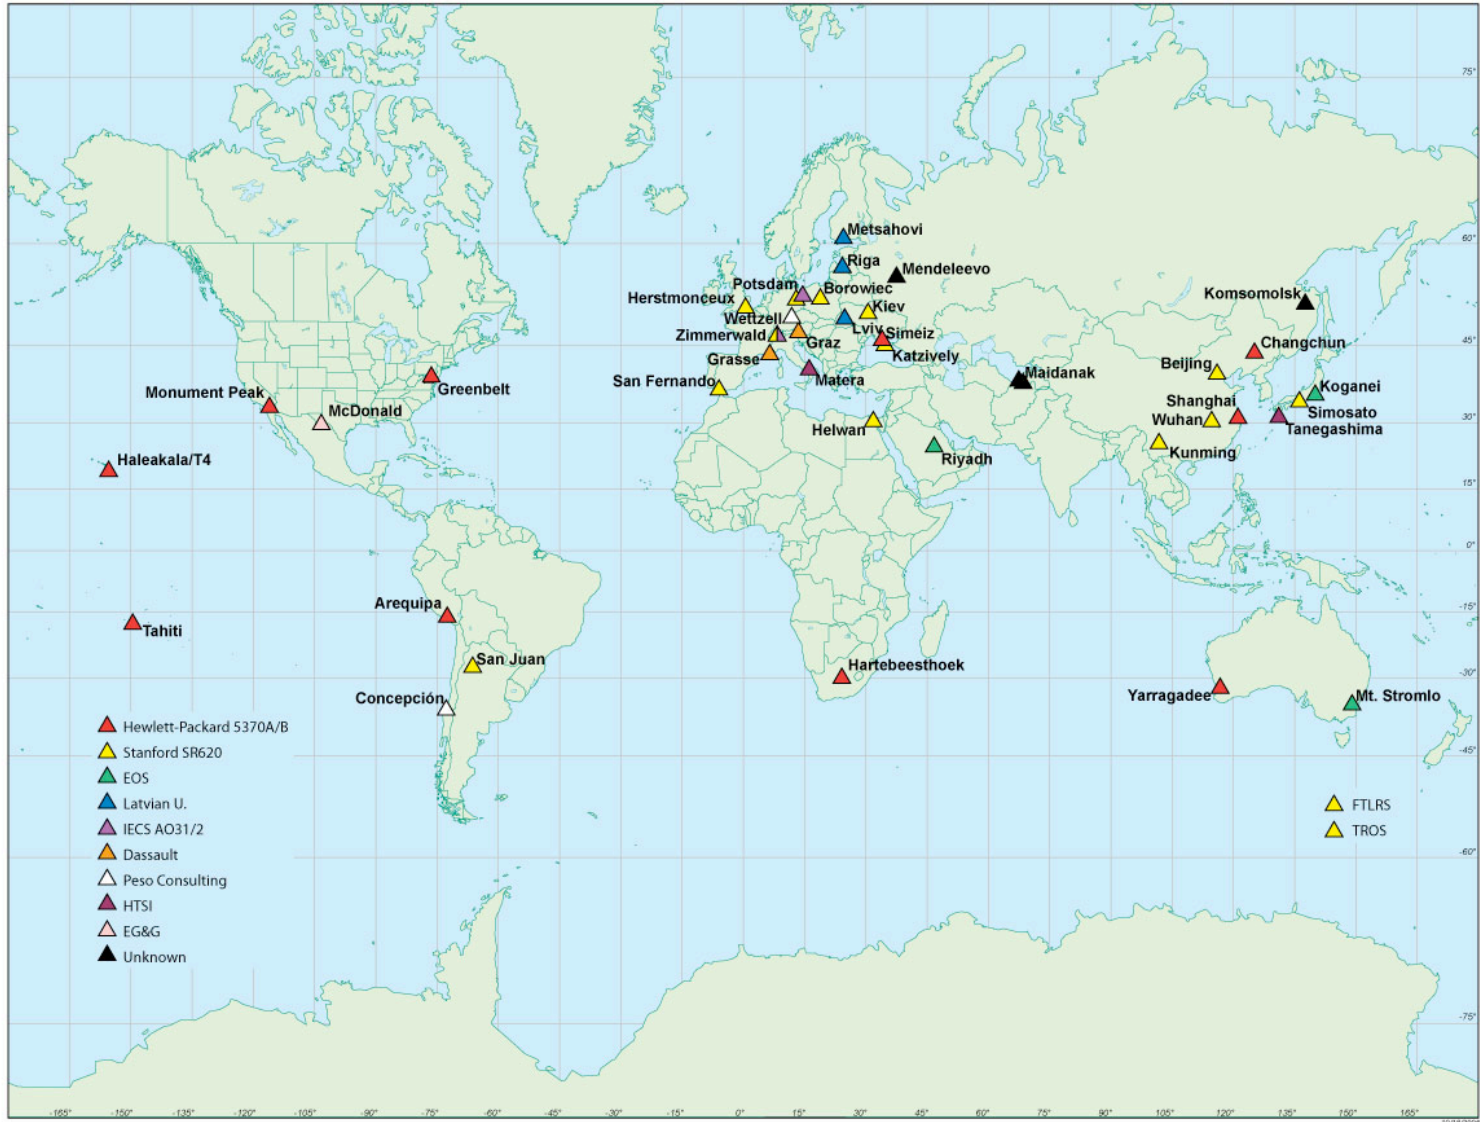 75°
60°
45°
30°
15°
0°
-15°
-30°
-45°
-60°
-75°
Metsahovi
Riga
Mendeleevo
Potsdam
Borowiec
Herstmonceux
Kiev
Komsomolsk
Wettzell
Lviv
Simeiz
Zimmerwald
Graz
Katzively
Changchun
Grasse
Beijing
Maidanak
San Fernando
Matera
Koganei
Greenbelt
Monument Peak
McDonald
Shanghai
Simosato
Helwan
Wuhan
Tanegashima
Haleakala/T4
Riyadh
Kunming
Arequipa
Tahiti
San Juan
Hartebeesthoek
Concepción
Yarragadee
Mt. Stromlo
Hewlett-Packard 5370A/B
Stanford SR620
EOS
Latvian U.
IECS AO31/2
Dassault
Peso Consulting
HTSI
EG&G
Unknown
FTLRS
TROS
-165° -150° -135° -120° -105° -90° -75° -60° -45° -30° -15° 0° 15° 30° 45° 60° 75° 90° 105° 120° 135° 150° 165°